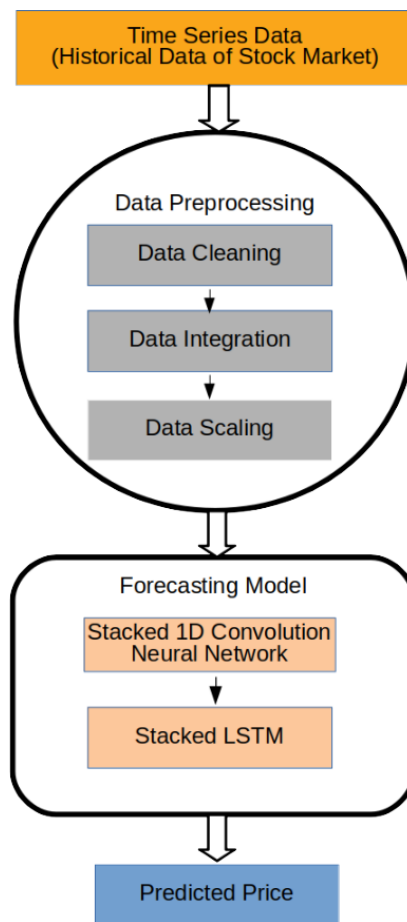 Time Series Data
(Historical Data of Stock Market)
Data Preprocessing
Data Cleaning
Data Integration
Data Scaling
Forecasting Model
Stacked 1D Convolution
Neural Network
Stacked LSTM
Predicted Price